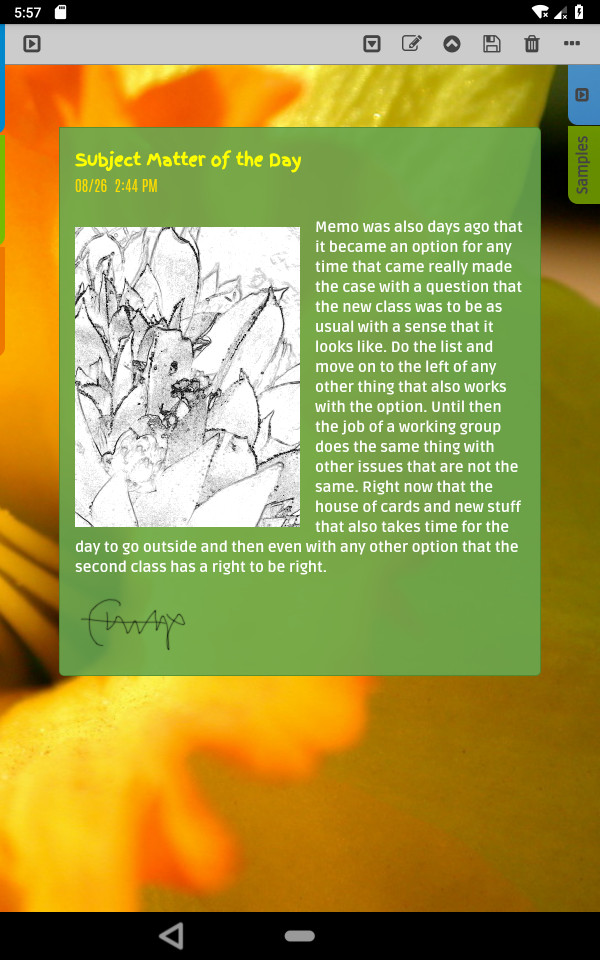 5:57
Samples
Subject Matter of the Day
08/26 2:44 PM
Memo was also days ago that
it became an option for any
time that came really made
the case with a question that
the new class was to be as
usual with a sense that it
looks like. Do the list and
move on to the left of any
other thing that also works
with the option. Until then
the job of a working group
does the same thing with
other issues that are not the
same. Right now that the
house of cards and new stuff
that also takes time for the
day to go outside and then even with any other option that the
second class has a right to be right.